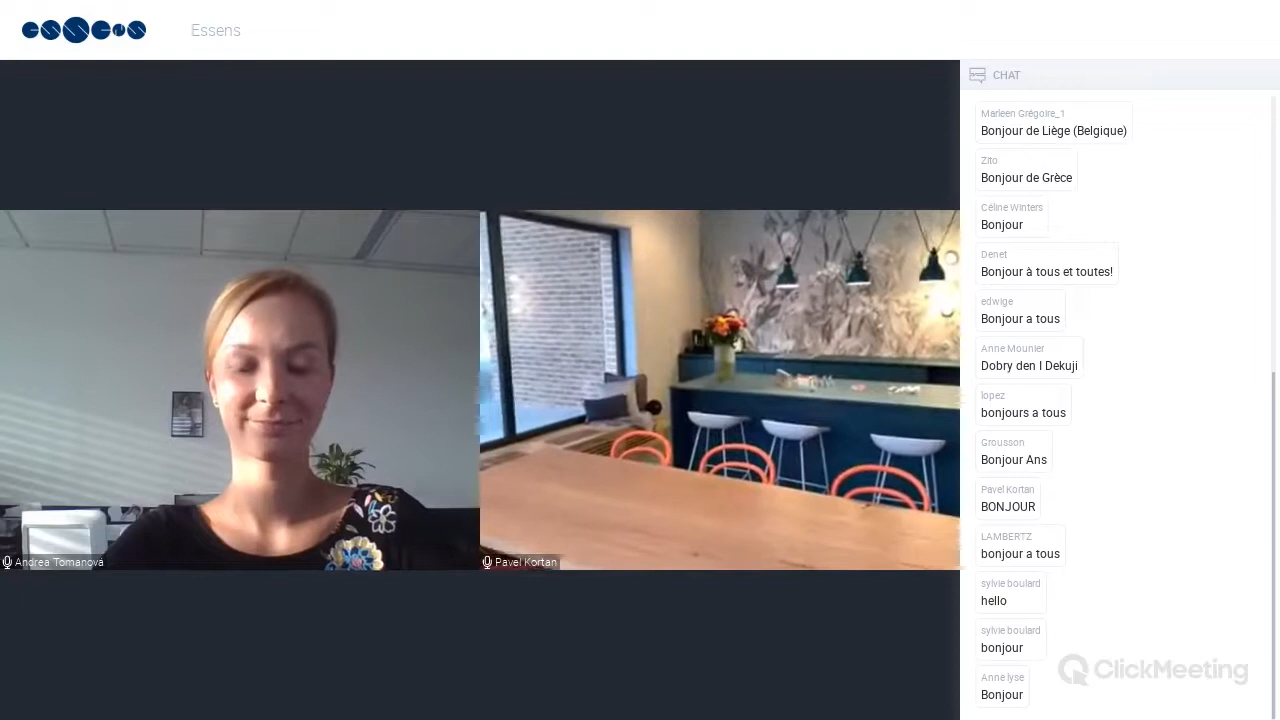 essens
Essens
CHAT
Marleen Grégoire_1
Bonjour de Liège (Belgique)
Zito
Bonjour de Grèce
Céline Winters
Bonjour
Denet
Bonjour à tous et toutes!
edwige
Bonjour a tous
Anne Mounier
Dobry den I Dekuji
lopez
bonjours a tous
Grousson
Bonjour Ans
Pavel Kortan
BONJOUR
LAMBERTZ
bonjour a tous
sylvie boulard
hello
sylvie boulard
bonjour
Anne lyse
Bonjour
Andrea Tomanová
Pavel Kortan
ClickMeeting